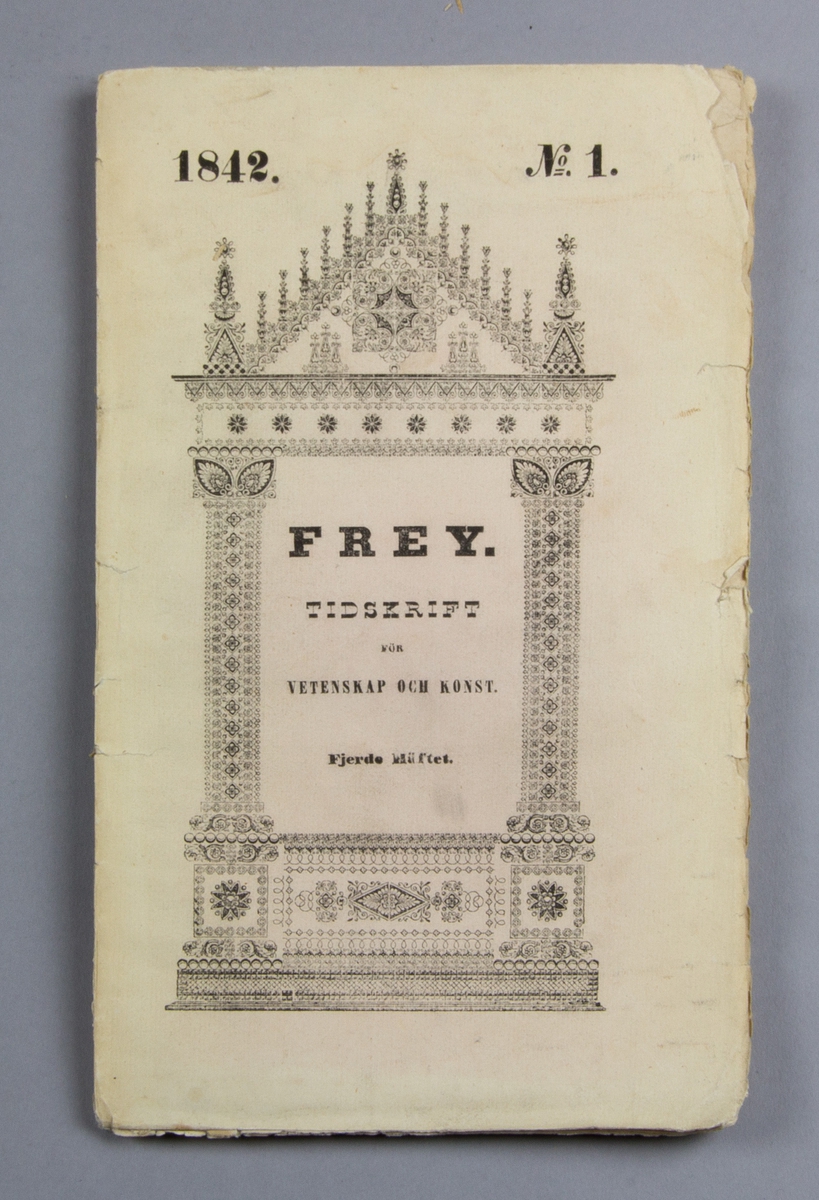 1842. №. 1.
FREY.
TIDSKRIFT
FÖR
VETENSKAP OCH KONST.
Fjerde Häftet.